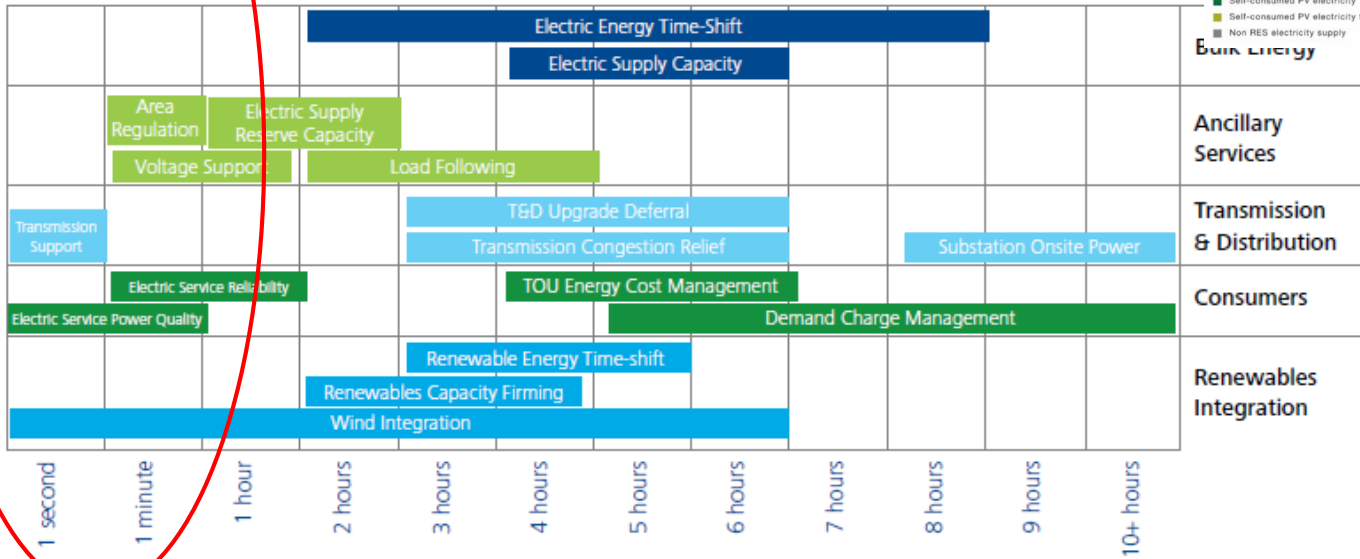 Self-consumed PV electricity
Self-consumed PV electricity
Non RES electricity supply
Electric Energy Time-Shift
Electric Supply Capacity
Bulk Energy
Area
Regulation
Electric Supply
Reserve Capacity
Voltage Support
Load Following
Ancillary
Services
Transmission
Support
T&D Upgrade Deferral
Transmission Congestion Relief
Substation Onsite Power
Transmission
& Distribution
Electric Service Reliability
TOU Energy Cost Management
Electric Service Power Quality
Demand Charge Management
Consumers
Renewable Energy Time-shift
Renewables Capacity Firming
Wind Integration
Renewables
Integration
1 second
1 minute
1 hour
2 hours
3 hours
4 hours
5 hours
6 hours
7 hours
8 hours
9 hours
10+ hours